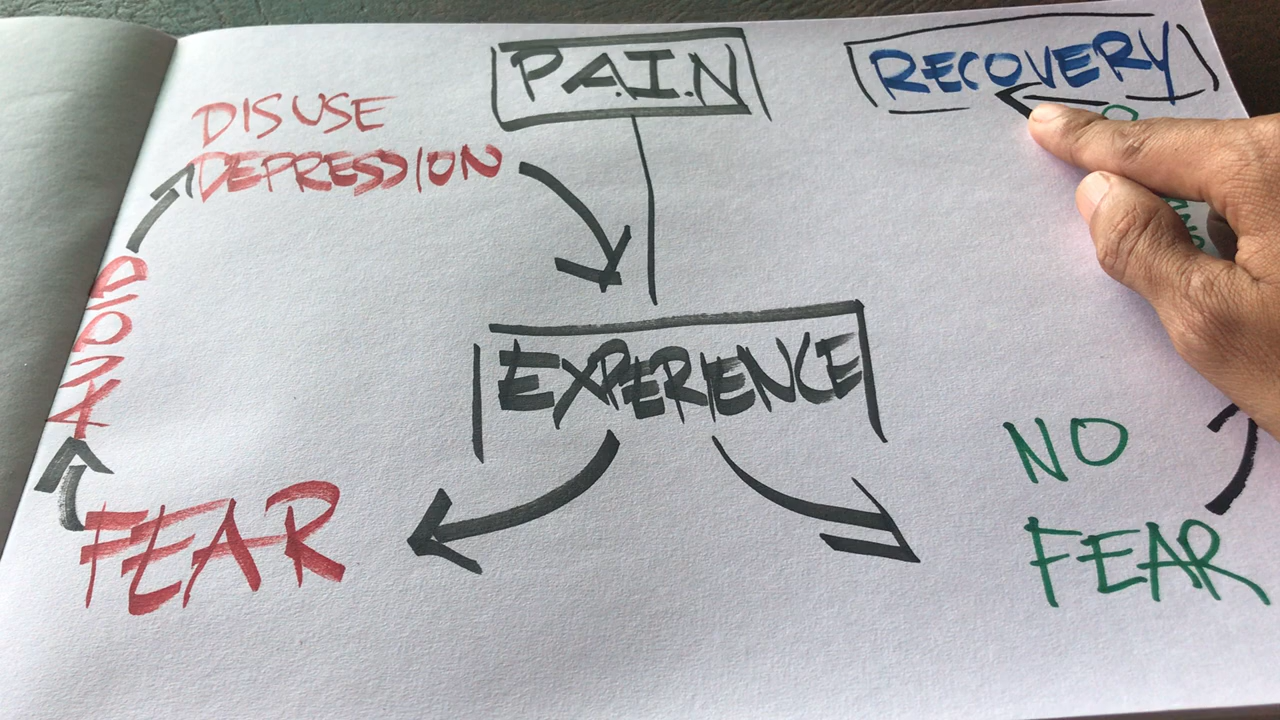 P.A.I.N
RECOVERY
DISUSE
DEPRESSION
AVOID
EXPERIENCE
FEAR
NO
FEAR